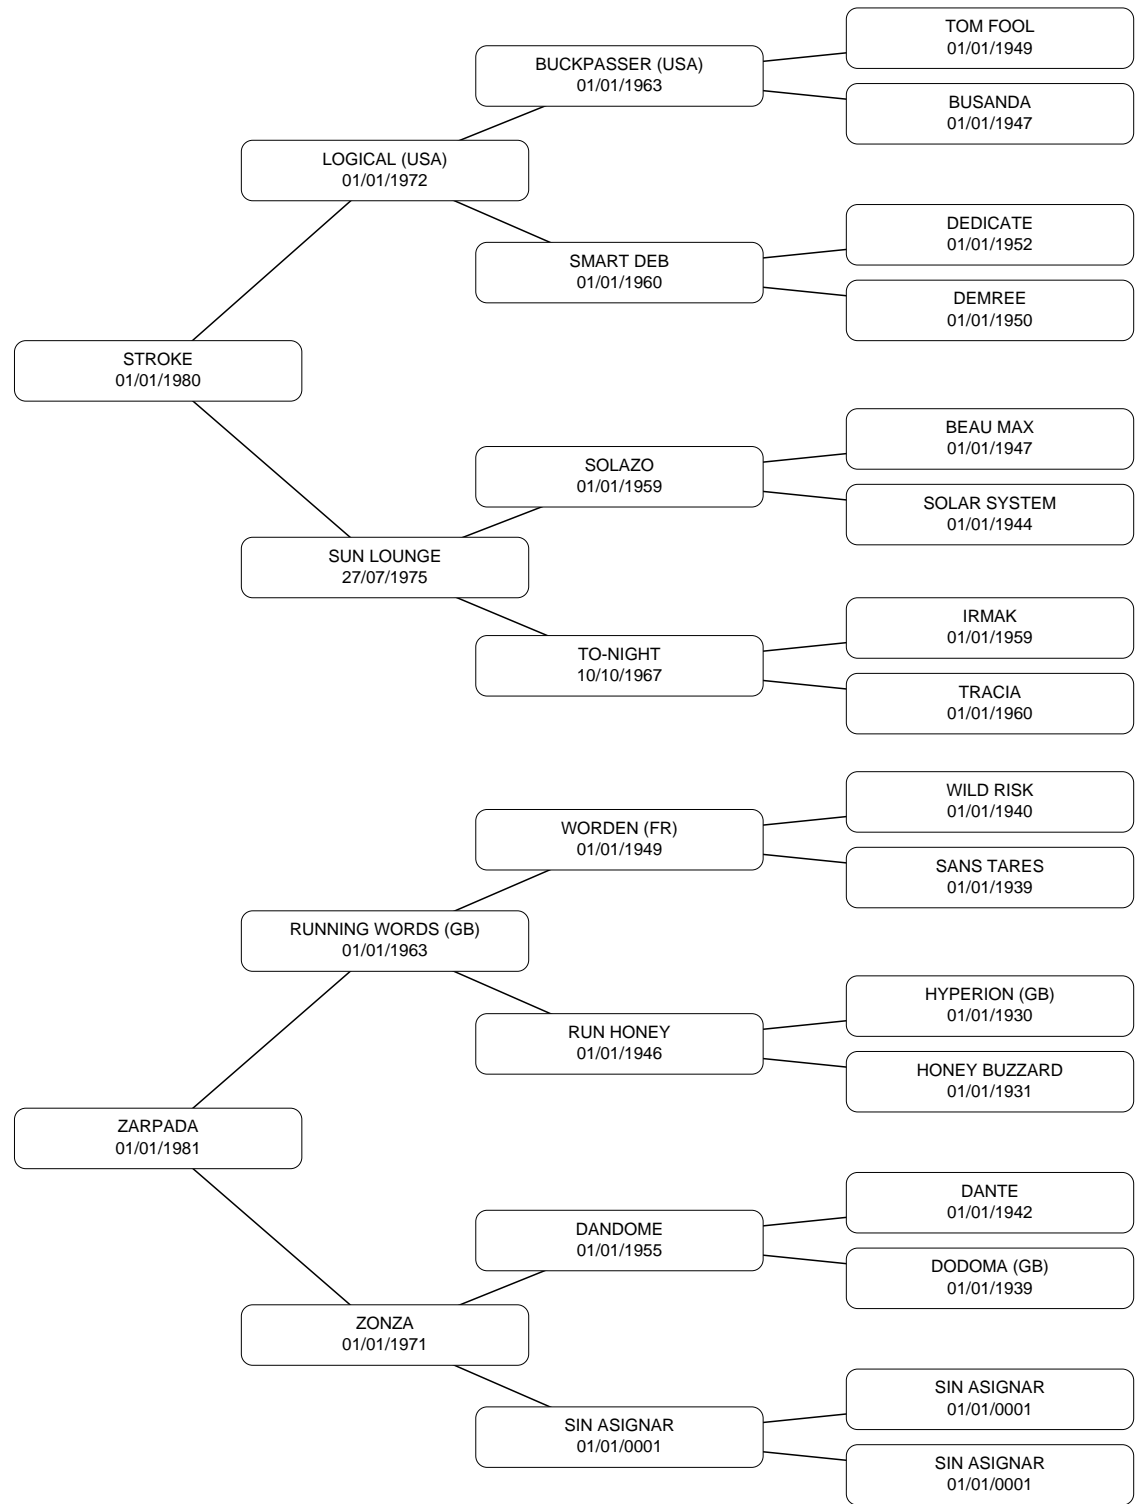 TOM FOOL
01/01/1949
BUCKPASSER (USA)
01/01/1963
BUSANDA
01/01/1947
LOGICAL (USA)
01/01/1972
DEDICATE
01/01/1952
SMART DEB
01/01/1960
DEMREE
01/01/1950
STROKE
01/01/1980
BEAU MAX
01/01/1947
SOLAZO
01/01/1959
SOLAR SYSTEM
01/01/1944
SUN LOUNGE
27/07/1975
IRMAK
01/01/1959
TO-NIGHT
10/10/1967
TRACIA
01/01/1960
WILD RISK
01/01/1940
WORDEN (FR)
01/01/1949
SANS TARES
01/01/1939
RUNNING WORDS (GB)
01/01/1963
HYPERION (GB)
01/01/1930
RUN HONEY
01/01/1946
HONEY BUZZARD
01/01/1931
ZARPADA
01/01/1981
DANTE
01/01/1942
DANDOME
01/01/1955
DODOMA (GB)
01/01/1939
ZONZA
01/01/1971
SIN ASIGNAR
01/01/0001
SIN ASIGNAR
01/01/0001
SIN ASIGNAR
01/01/0001